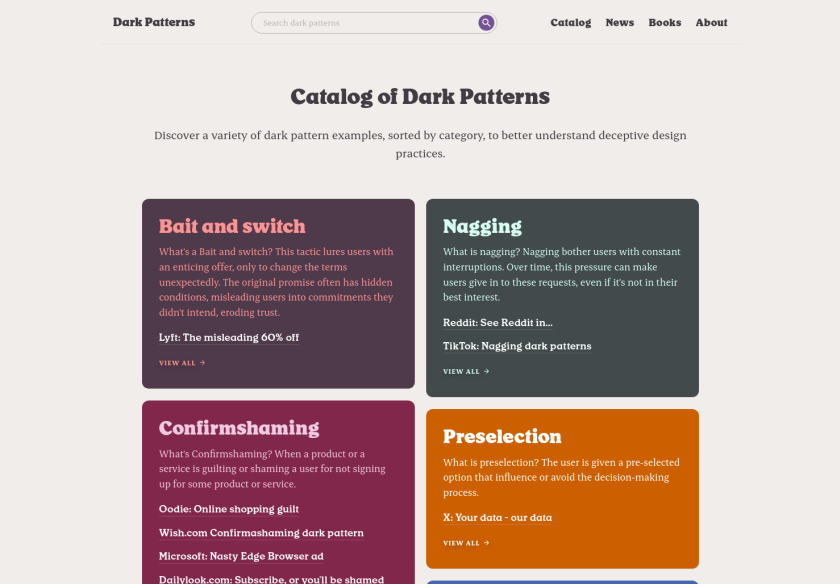 Dark Patterns
Search dark patterns
Catalog News Books About
Catalog of Dark Patterns
Discover a variety of dark pattern examples, sorted by category, to better understand deceptive design
practices.
Bait and switch
What's a Bait and switch? This tactic lures users with
an enticing offer, only to change the terms
unexpectedly. The original promise often has hidden
conditions, misleading users into commitments they
didn't intend, eroding trust.
Lyft: The misleading 60% off
VIEW ALL →
Nagging
What is nagging? Nagging bother users with constant
interruptions. Over time, this pressure can make
users give in to these requests, even if it's not in their
best interest.
Reddit: See Reddit in...
TikTok: Nagging dark patterns
VIEW ALL →
Confirmshaming
What's Confirmshaming? When a product or a
service is guilting or shaming a user for not signing
up for some product or service.
Oodie: Online shopping guilt
Wish.com Confirmashaming dark pattern
Microsoft: Nasty Edge Browser ad
Dailylook.com: Subscribe, or you'll be shamed
Preselection
What is preselection? The user is given a pre-selected
option that influence or avoid the decision-making
process.
X: Your data - our data
VIEW ALL →